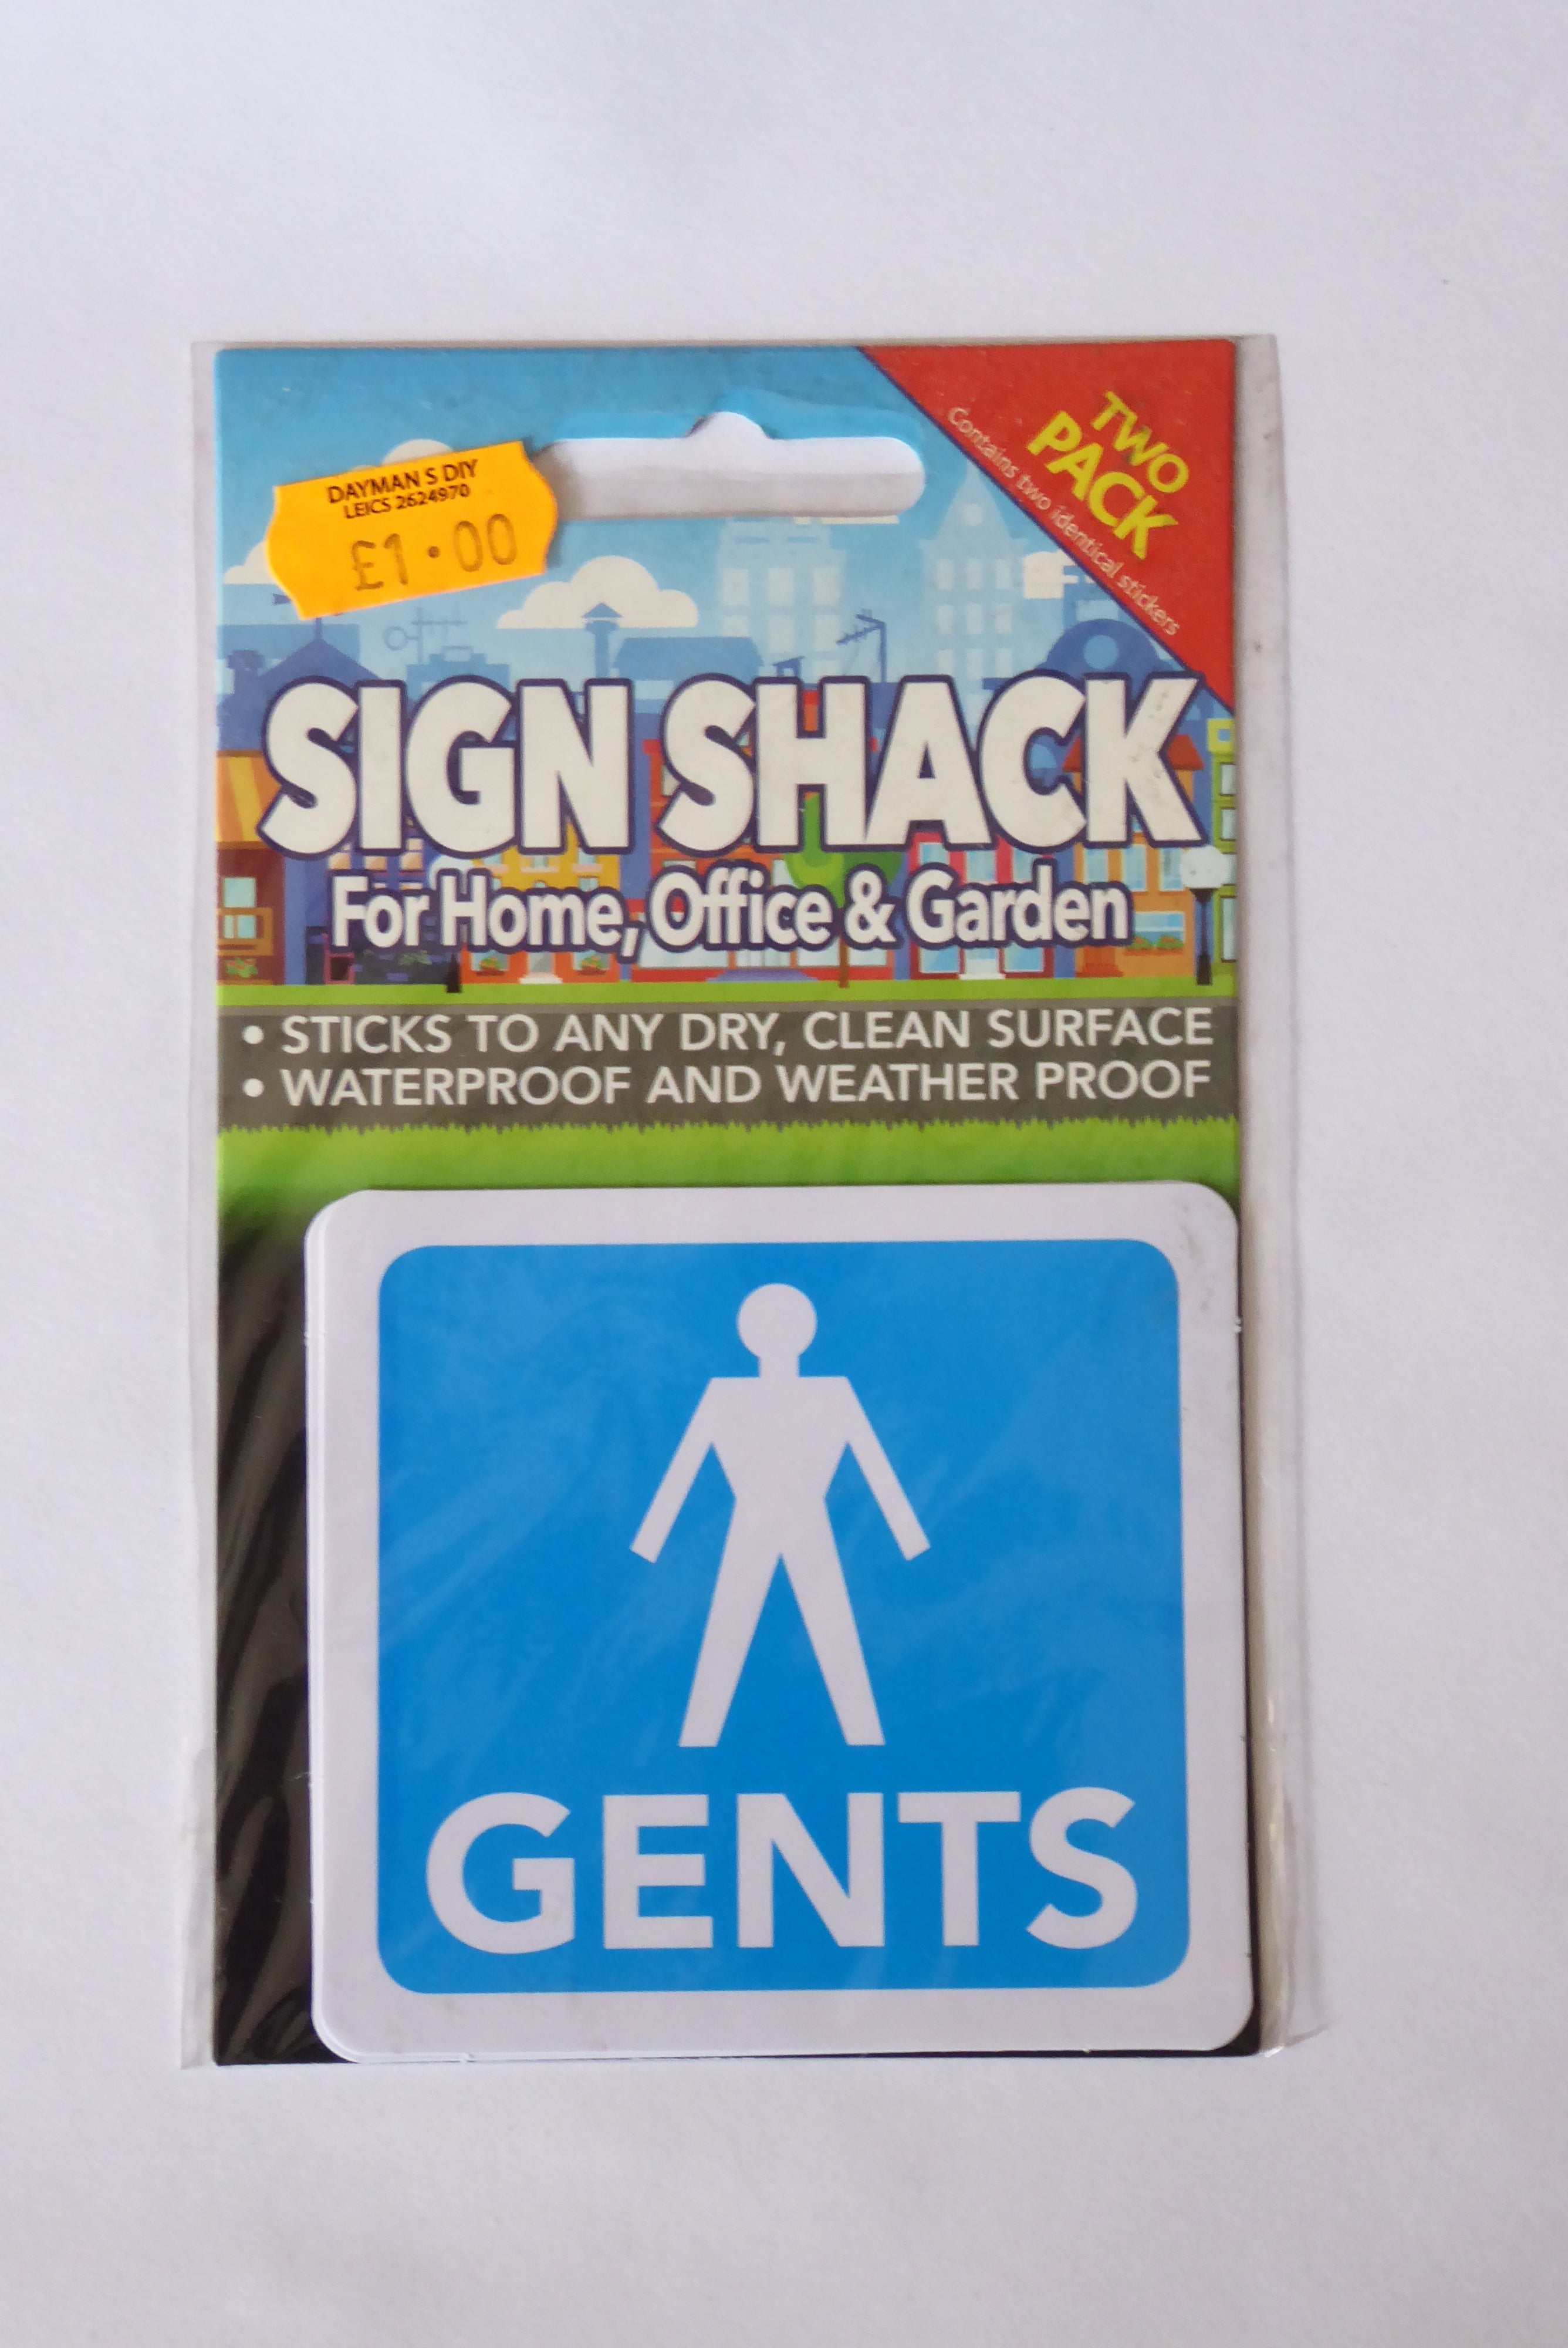 TWO
PACK
Contains two identical stickers
DAYMAN S DIY
LEICS 2624970
£1.00
SIGN SHACK
For Home, Office & Garden
• STICKS TO ANY DRY, CLEAN SURFACE
• WATERPROOF AND WEATHER PROOF
GENTS